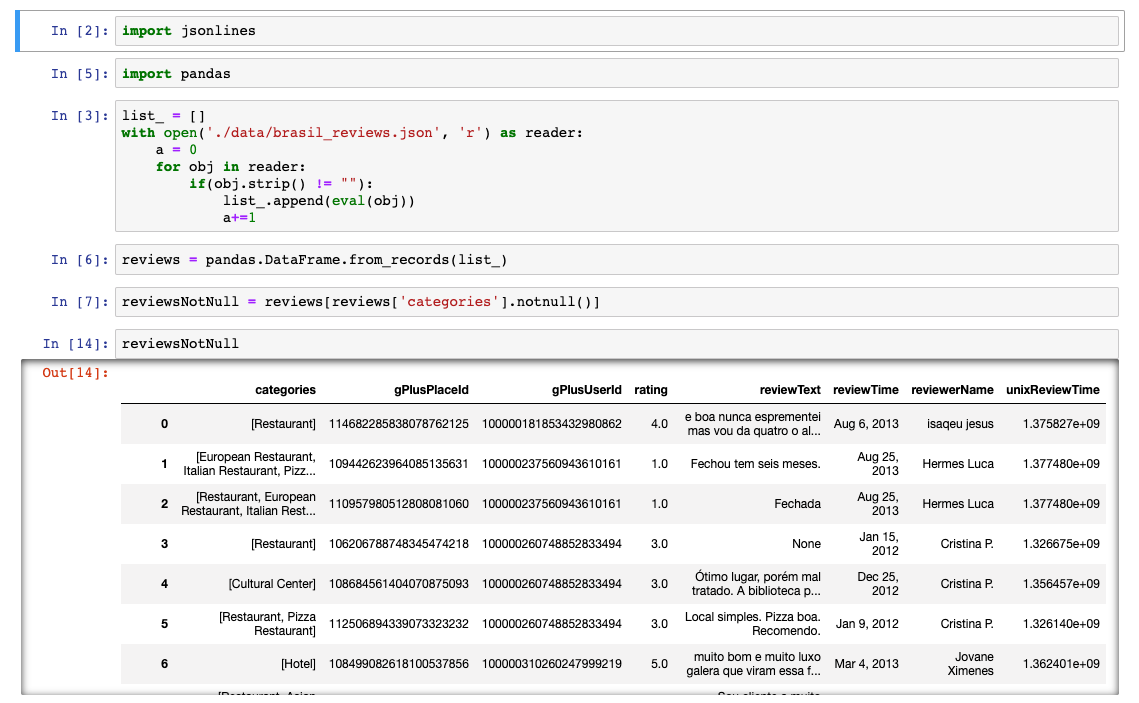 In [2]: import jsonlines
In [5]: import pandas
In [3]: list_ = []
with open('./data/brasil_reviews.json', 'r') as reader:
    a = 0
    for obj in reader:
        if(obj.strip() != ""):
            list_.append(eval(obj))
            a+=1
In [6]: reviews = pandas.DataFrame.from_records(list_)
In [7]: reviewsNotNull = reviews[reviews['categories'].notnull()]
In [14]: reviewsNotNull
Out[14]:
categories gPlusPlaceId gPlusUserId rating reviewText reviewTime reviewerName unixReviewTime
0 [Restaurant] 114682285838078762125 100000181853432980862 4.0 e boa nunca esprementei mas vou da quatro o al... Aug 6, 2013 isaqeu jesus 1.375827e+09
1 [European Restaurant, Italian Restaurant, Pizz... 109442623964085135631 100000237560943610161 1.0 Fechou tem seis meses. Aug 25, 2013 Hermes Luca 1.377480e+09
2 [Restaurant, European Restaurant, Italian Rest... 110957980512808081060 100000237560943610161 1.0 Fechada Aug 25, 2013 Hermes Luca 1.377480e+09
3 [Restaurant] 106206788748345474218 100000260748852833494 3.0 None Jan 15, 2012 Cristina P. 1.326675e+09
4 [Cultural Center] 108684561404070875093 100000260748852833494 3.0 Ótimo lugar, porém mal tratado. A biblioteca p... Dec 25, 2012 Cristina P. 1.356457e+09
5 [Restaurant, Pizza Restaurant] 112506894339073323232 100000260748852833494 3.0 Local simples. Pizza boa. Recomendo. Jan 9, 2012 Cristina P. 1.326140e+09
6 [Hotel] 108499082618100537856 100000310260247999219 5.0 muito bom e muito luxo galera que viram essa f... Mar 4, 2013 Jovane Ximenes 1.362401e+09